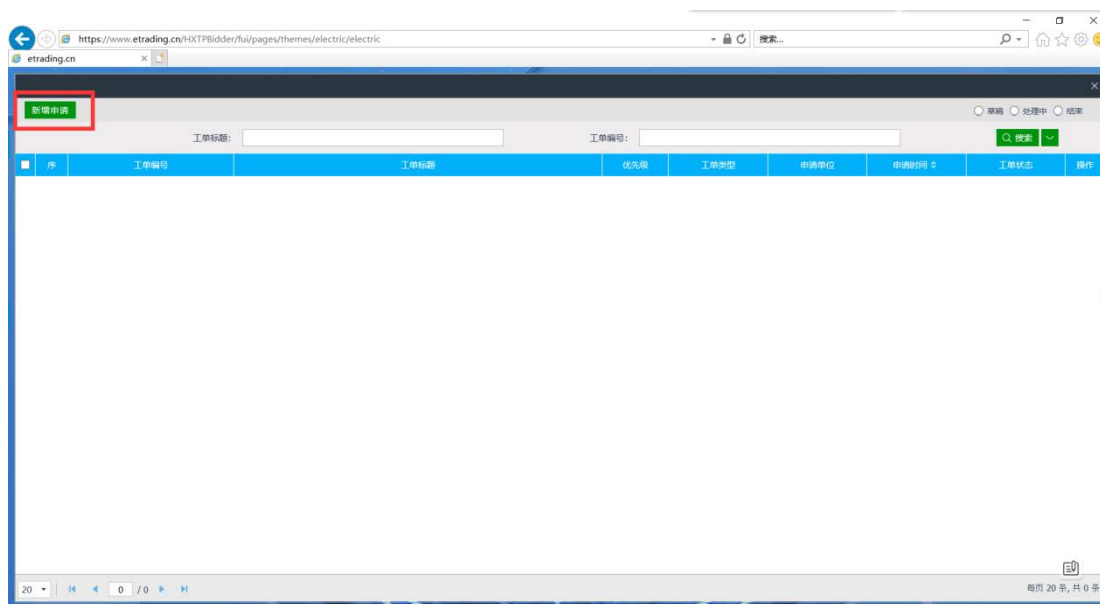 https://www.etrading.cn/HXTPBidder/fui/pages/themes/electric/electric
搜索...
etrading.cn
新增申请
草稿 处理中 结束
工单标题: 工单编号: 搜索
序 工单编号 工单标题 优先级 工单类型 申请单位 申请时间 工单状态 操作
20 0 / 0 每页 20 条, 共 0 条